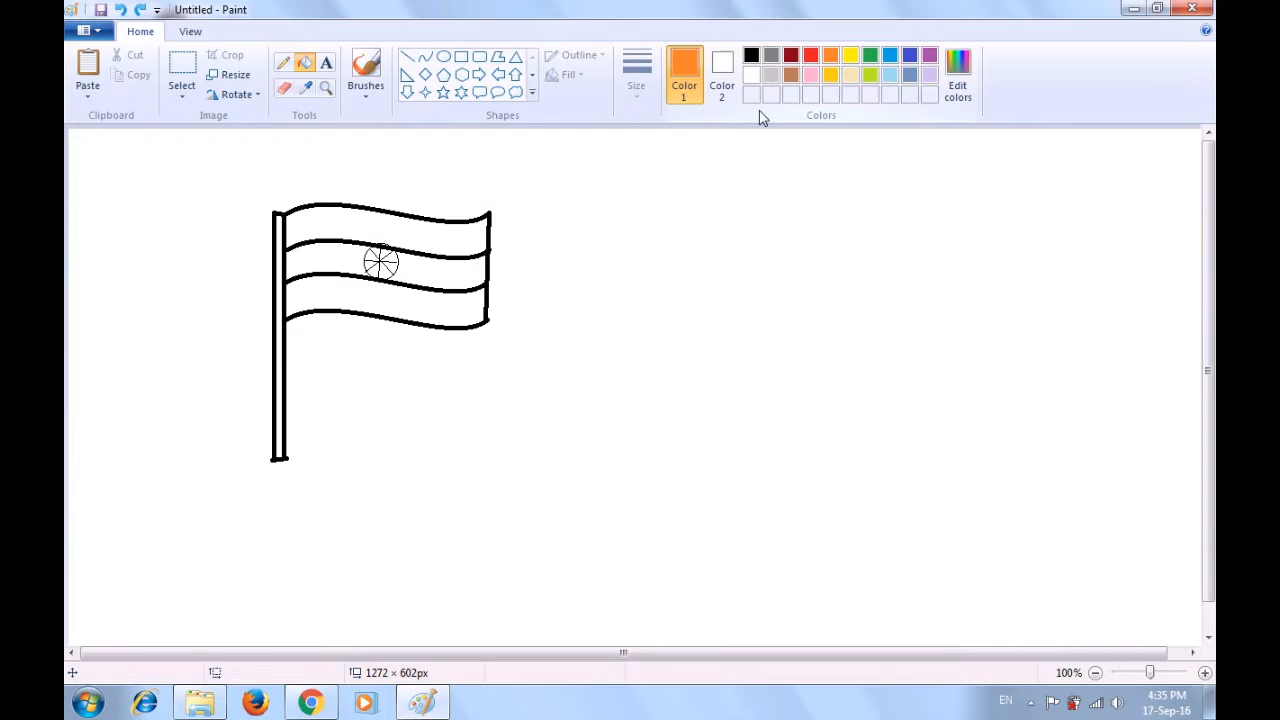 Untitled - Paint
Home
View
Paste
Cut
Copy
Clipboard
Select
Crop
Resize
Rotate
Image
A
Tools
Brushes
Shapes
Outline
Fill
Size
Color
1
Color
2
Edit
colors
Colors
1272 × 602px
100%
EN
4:35 PM
17-Sep-16